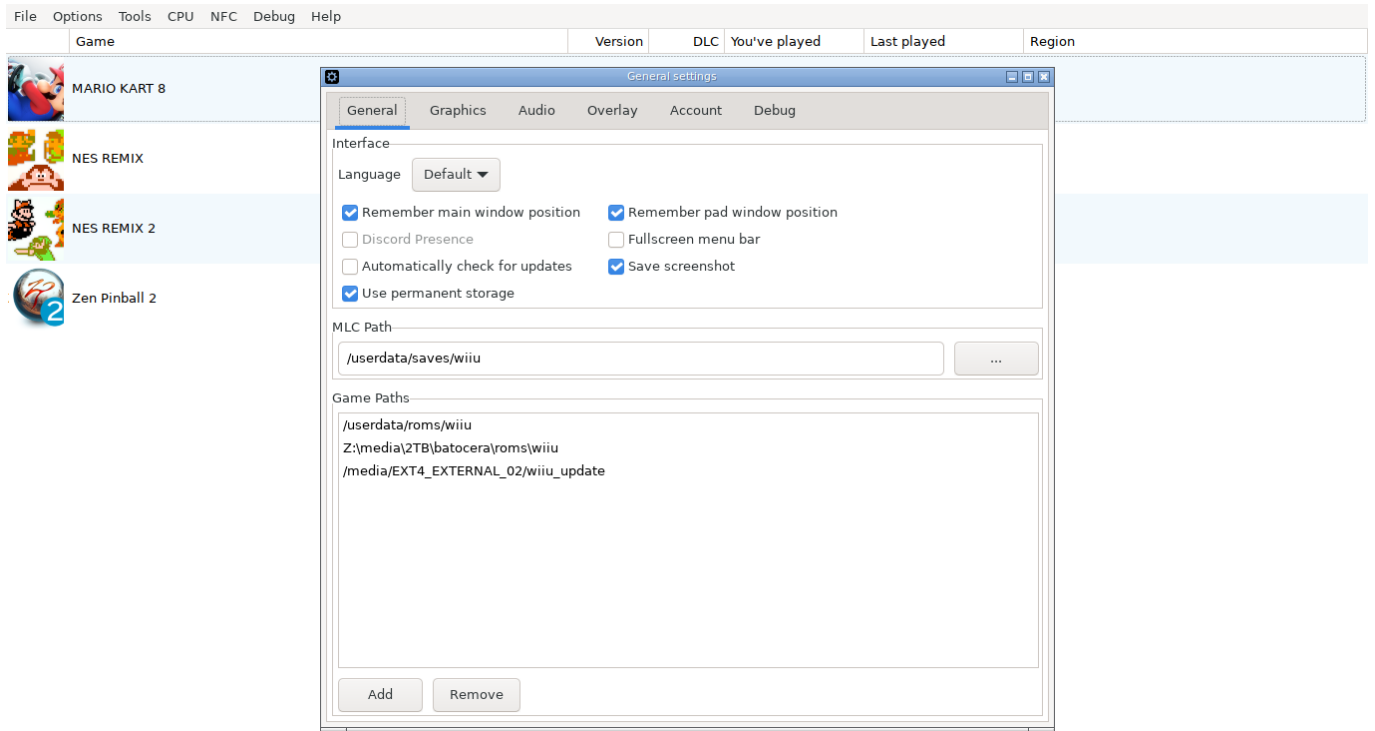 File Options Tools CPU NFC Debug Help
Game Version DLC You've played Last played Region
MARIO KART 8
NES REMIX
NES REMIX 2
2
Zen Pinball 2
General settings
General Graphics Audio Overlay Account Debug
Interface
Language Default
Remember main window position Remember pad window position
Discord Presence Fullscreen menu bar
Automatically check for updates Save screenshot
Use permanent storage
MLC Path
/userdata/saves/wiiu ...
Game Paths
/userdata/roms/wiiu
Z:\media\2TB\batocera\roms\wiiu
/media/EXT4_EXTERNAL_02/wiiu_update
Add Remove